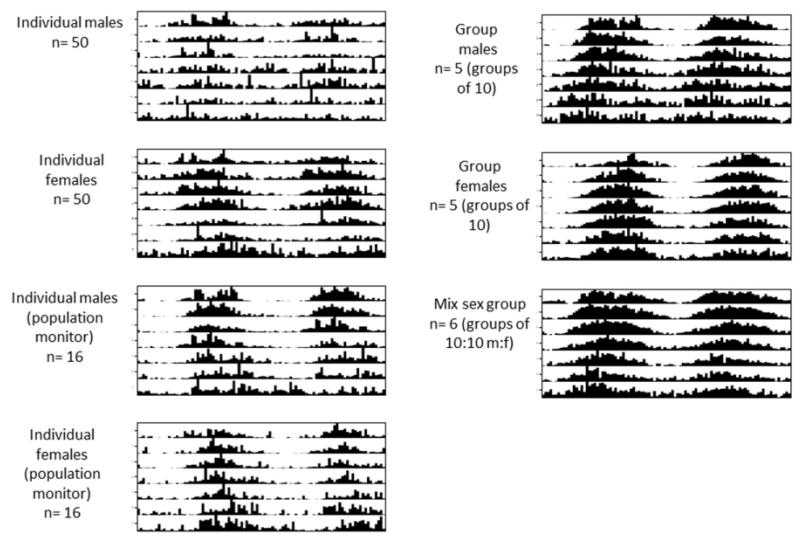 Individual males
n= 50
Individual
females
n= 50
Individual males
(population
monitor)
n= 16
Individual
females
(population
monitor)
n= 16
Group
males
n= 5 (groups
of 10)
Group
females
n= 5 (groups of
10)
Mix sex group
n= 6 (groups of
10:10 m:f)